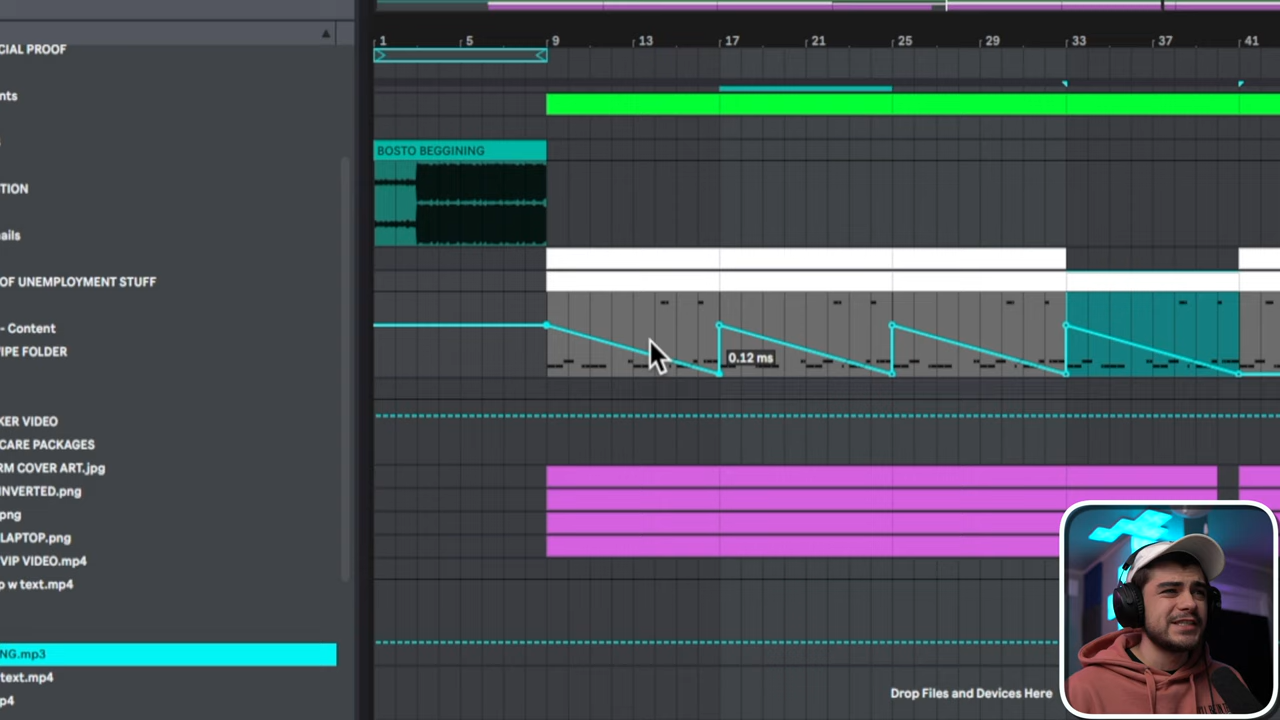 CIAL PROOF
nts
TION
ails
OF UNEMPLOYMENT STUFF
- Content
IPE FOLDER
KER VIDEO
CARE PACKAGES
RM COVER ART.jpg
INVERTED.png
png
LAPTOP.png
VIP VIDEO.mp4
p w text.mp4
NG.mp3
text.mp4
p4
1 5 9 13 17 21 25 29 33 37 41
BOSTO BEGGINING
0.12 ms
Drop Files and Devices Here